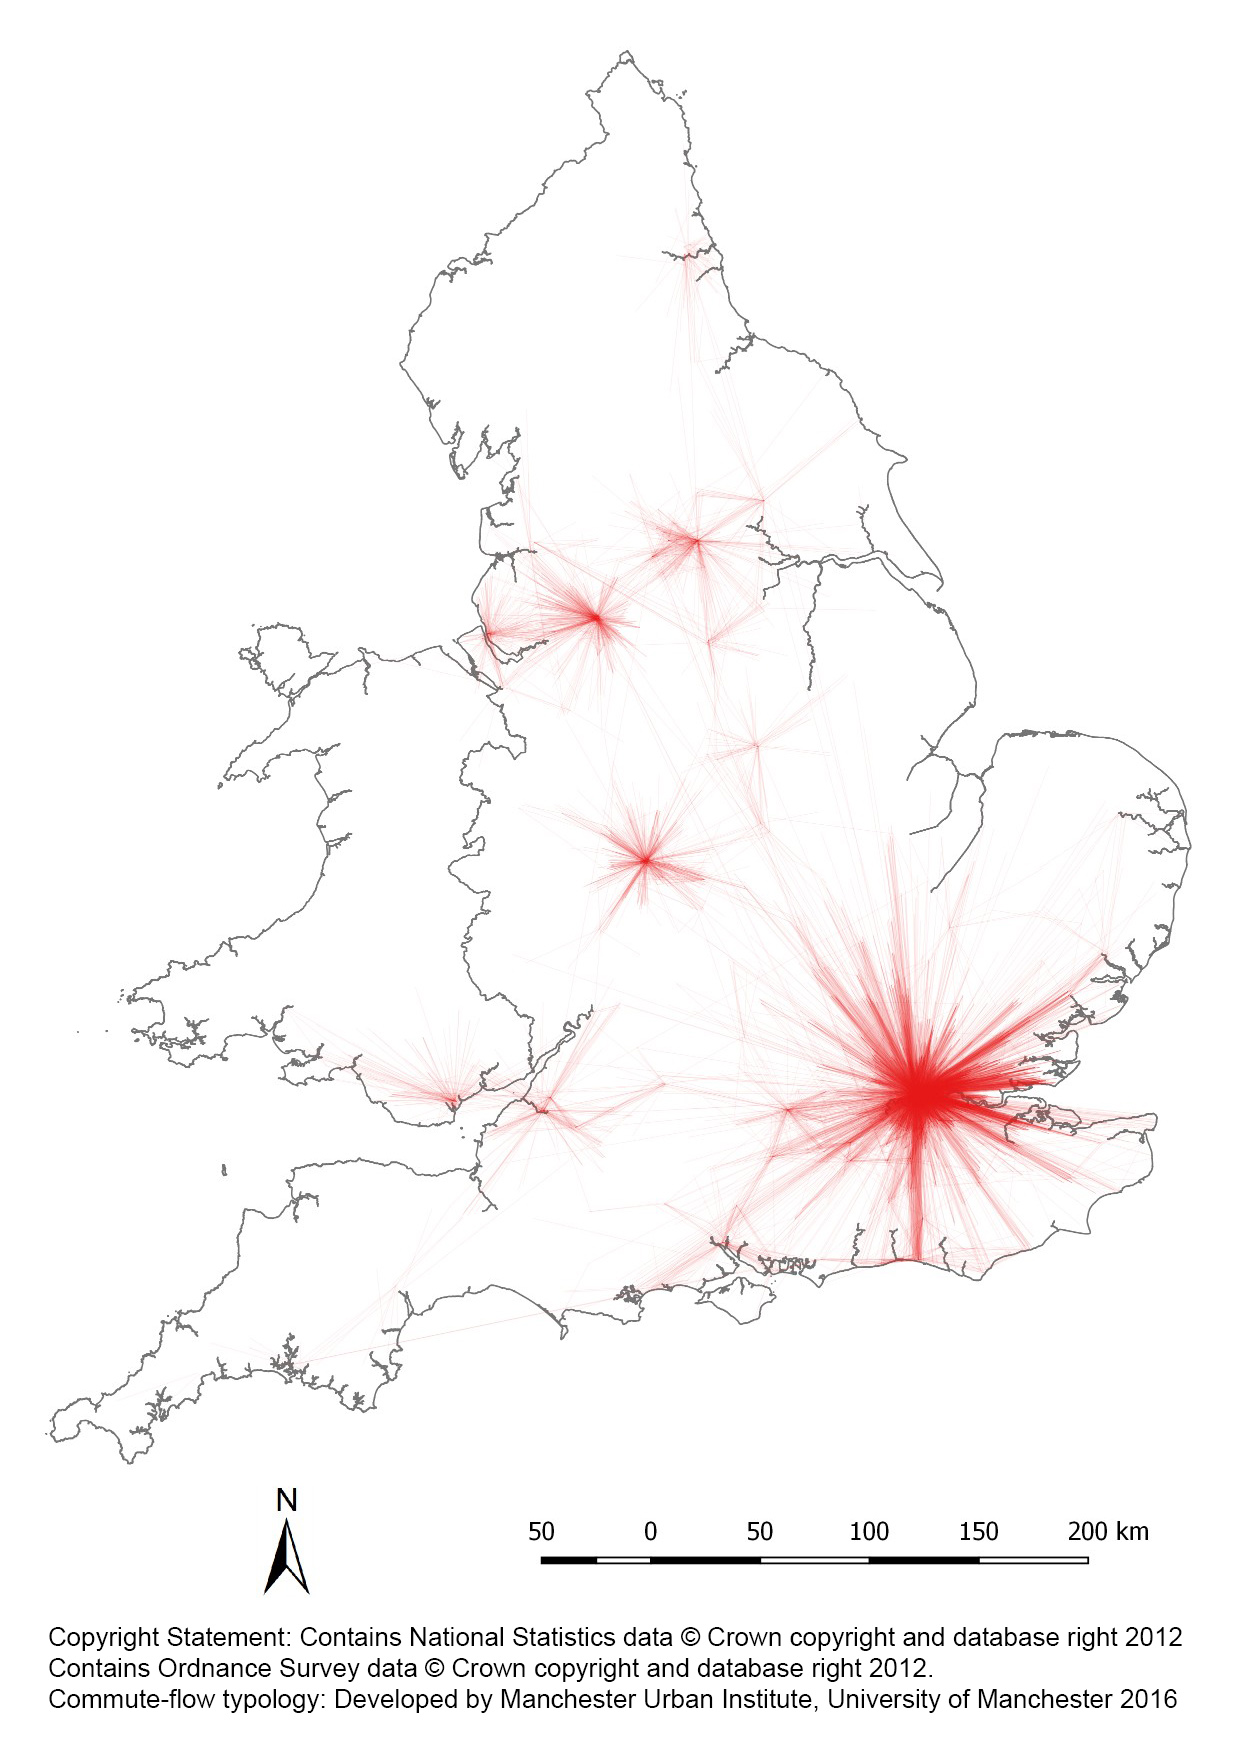 N
50 0 50 100 150 200 km
Copyright Statement: Contains National Statistics data © Crown copyright and database right 2012
Contains Ordnance Survey data © Crown copyright and database right 2012.
Commute-flow typology: Developed by Manchester Urban Institute, University of Manchester 2016